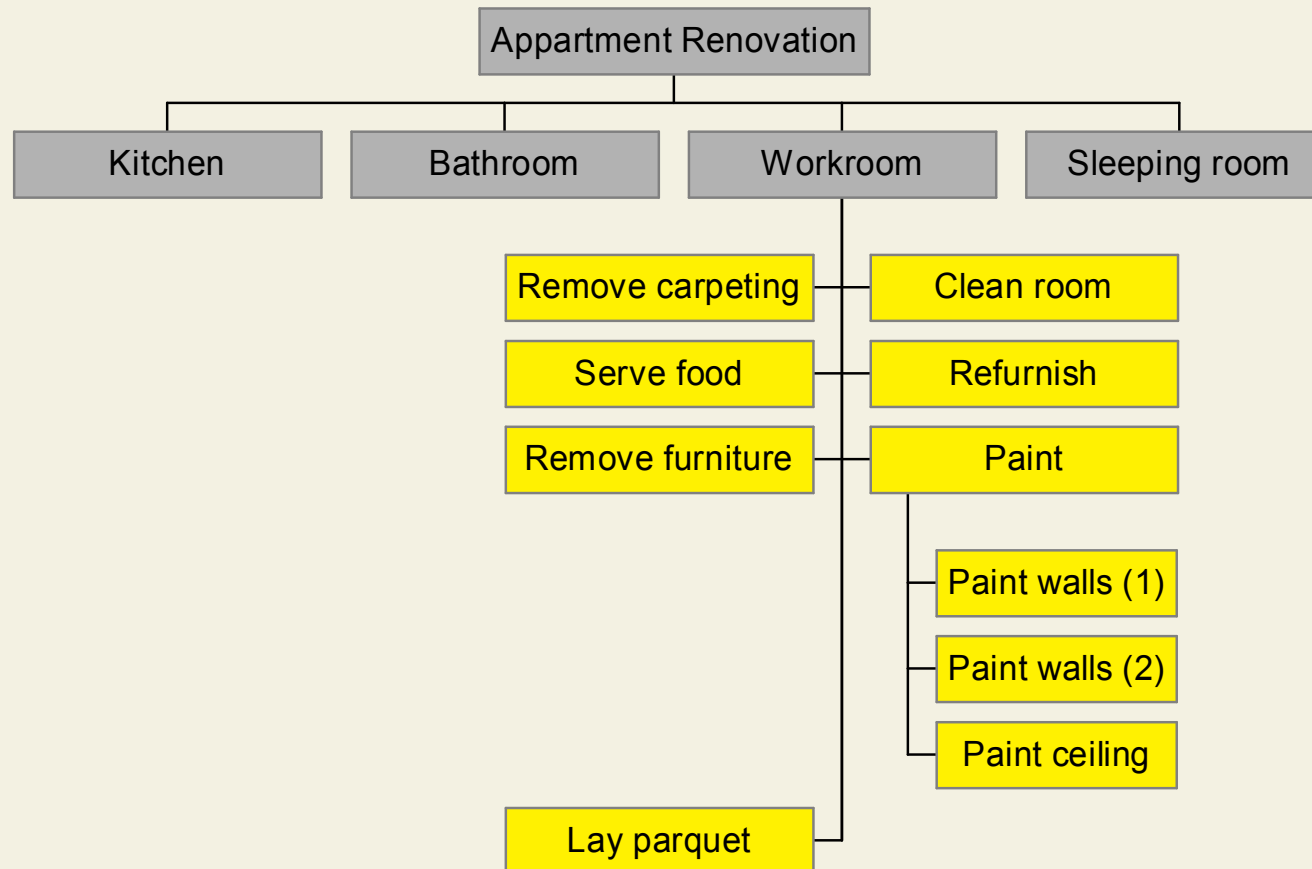 Appartment Renovation
Kitchen
Bathroom
Workroom
Sleeping room
Remove carpeting
Clean room
Serve food
Refurnish
Remove furniture
Paint
Paint walls (1)
Paint walls (2)
Paint ceiling
Lay parquet